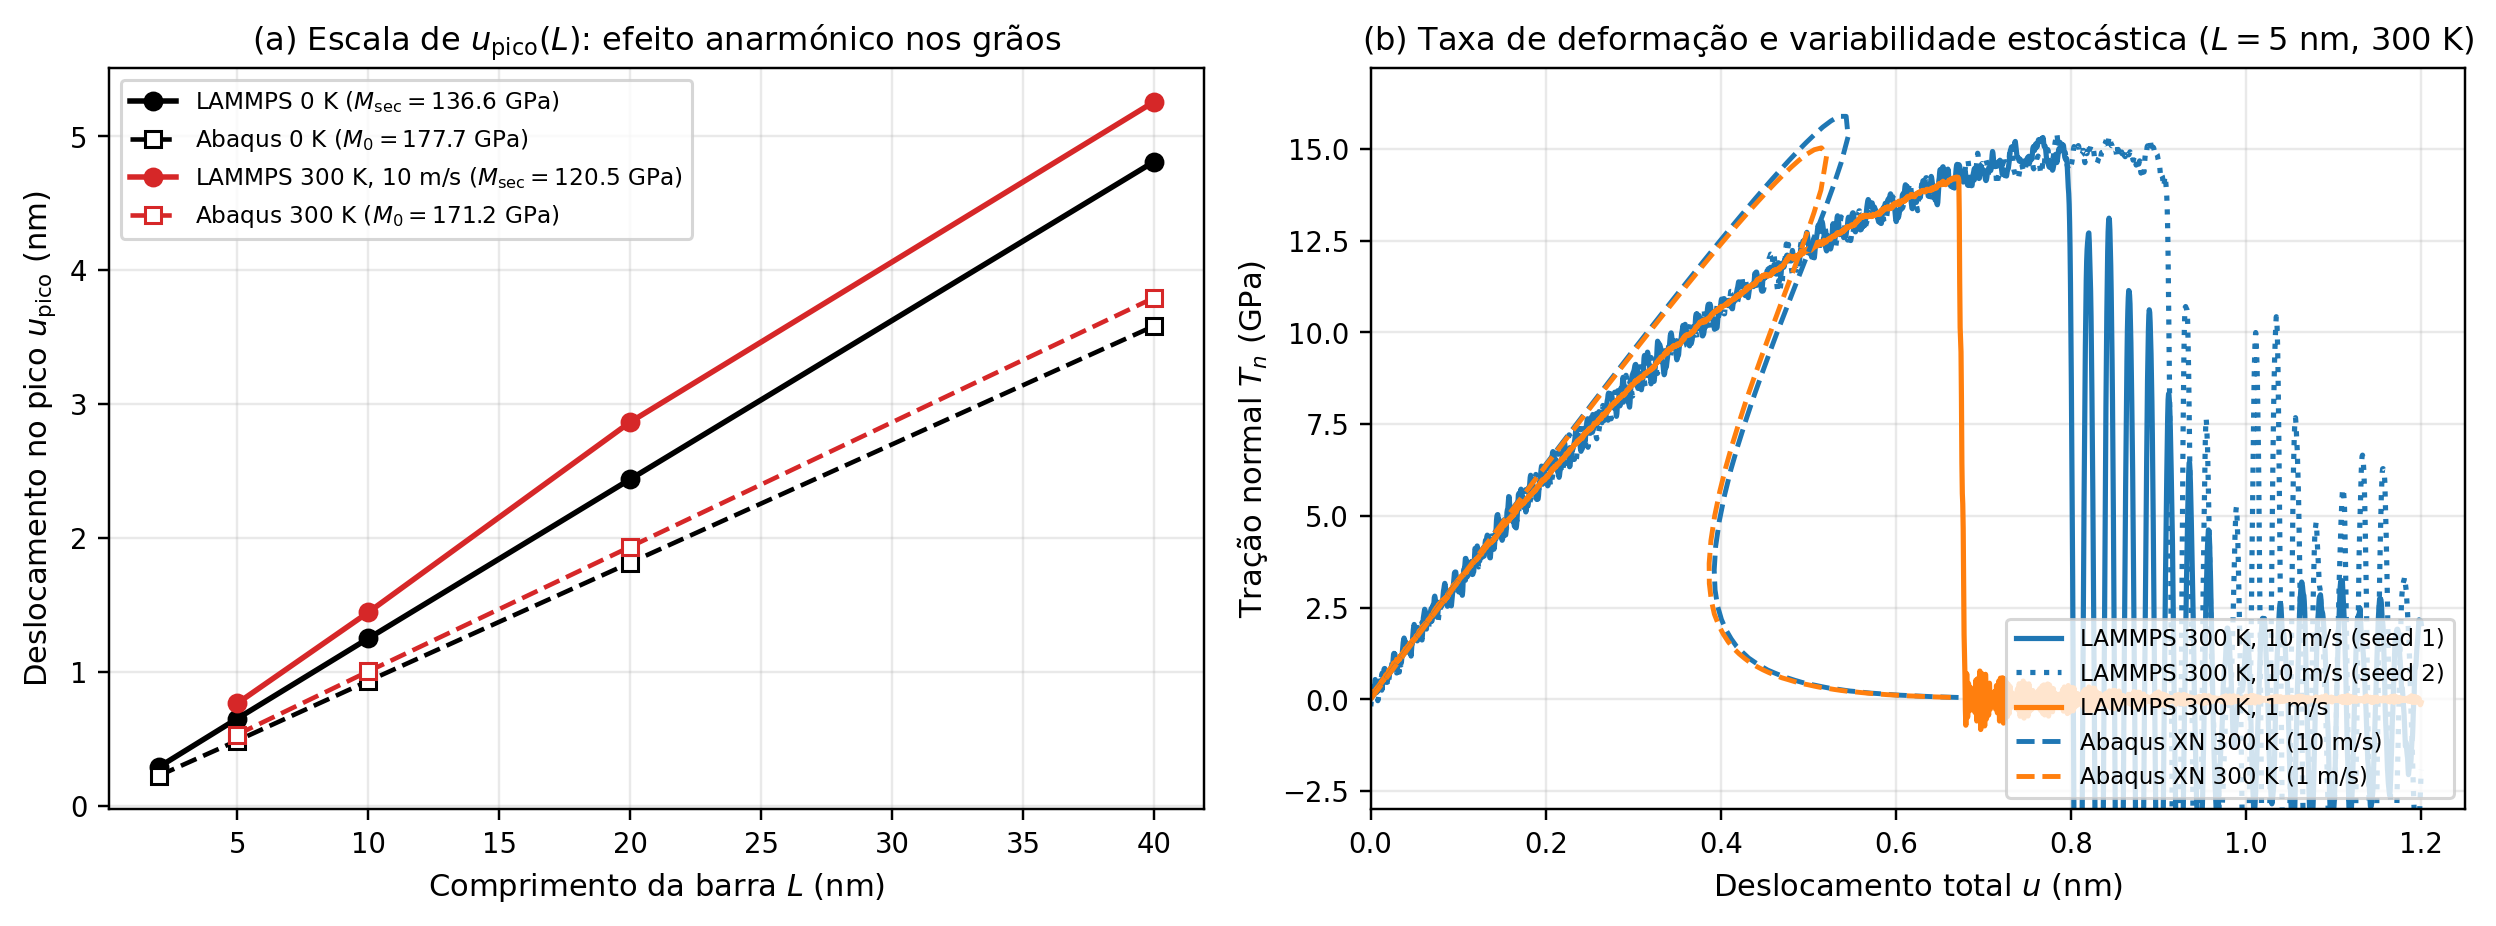 (a) Escala de u_pico(L): efeito anarmónico nos grãos
LAMMPS 0 K (M_sec = 136.6 GPa)
Abaqus 0 K (M_0 = 177.7 GPa)
LAMMPS 300 K, 10 m/s (M_sec = 120.5 GPa)
Abaqus 300 K (M_0 = 171.2 GPa)
Deslocamento no pico u_pico (nm)
5
4
3
2
1
0
5 10 15 20 25 30 35 40
Comprimento da barra L (nm)
(b) Taxa de deformação e variabilidade estocástica (L = 5 nm, 300 K)
Tração normal T_n (GPa)
15.0
12.5
10.0
7.5
5.0
2.5
0.0
−2.5
LAMMPS 300 K, 10 m/s (seed 1)
LAMMPS 300 K, 10 m/s (seed 2)
LAMMPS 300 K, 1 m/s
Abaqus XN 300 K (10 m/s)
Abaqus XN 300 K (1 m/s)
0.0 0.2 0.4 0.6 0.8 1.0 1.2
Deslocamento total u (nm)